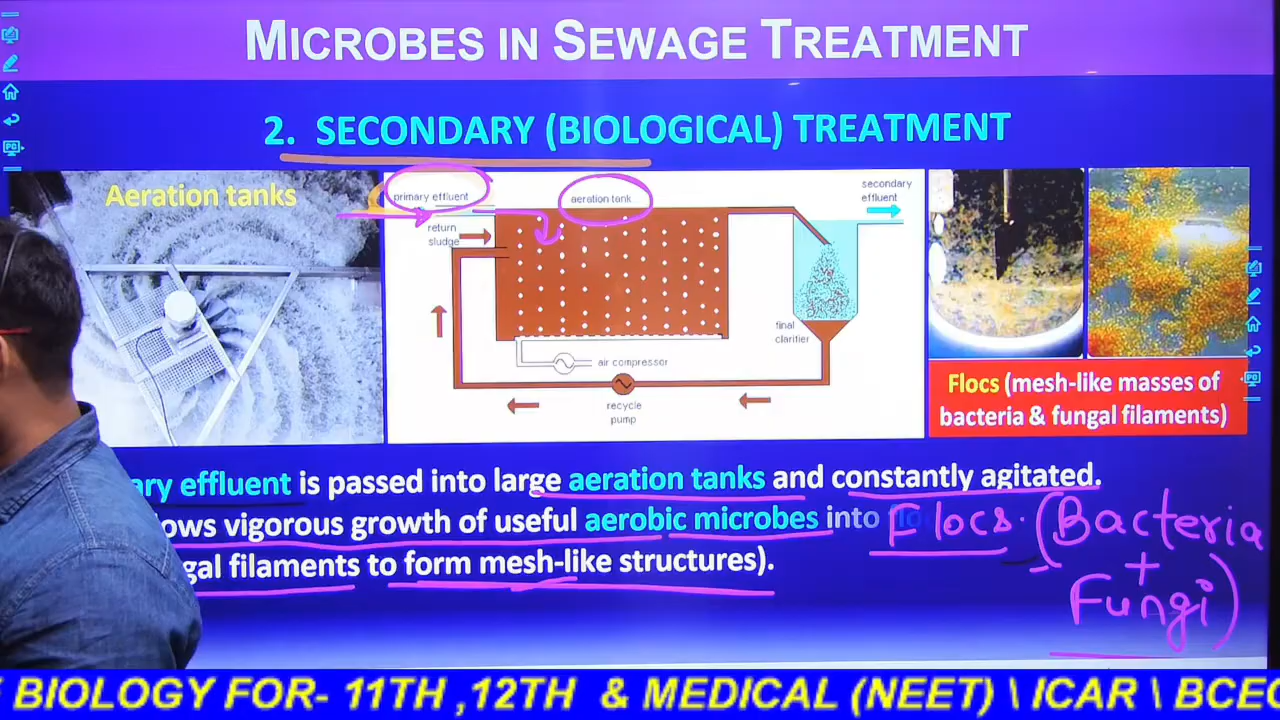 MICROBES IN SEWAGE TREATMENT
2. SECONDARY (BIOLOGICAL) TREATMENT
Aeration tanks
primary effluent
aeration tank
secondary
effluent
return
sludge
final
clarifier
air compressor
recycle
pump
Flocs (mesh-like masses of
bacteria & fungal filaments)
effluent is passed into large aeration tanks and constantly agitated.
vigorous growth of useful aerobic microbes into Flocs. (Bacteria
+
filaments to form mesh-like structures).
Fungi)
BIOLOGY FOR- 11TH ,12TH & MEDICAL (NEET) \ ICAR \ BCEC
PC
PC